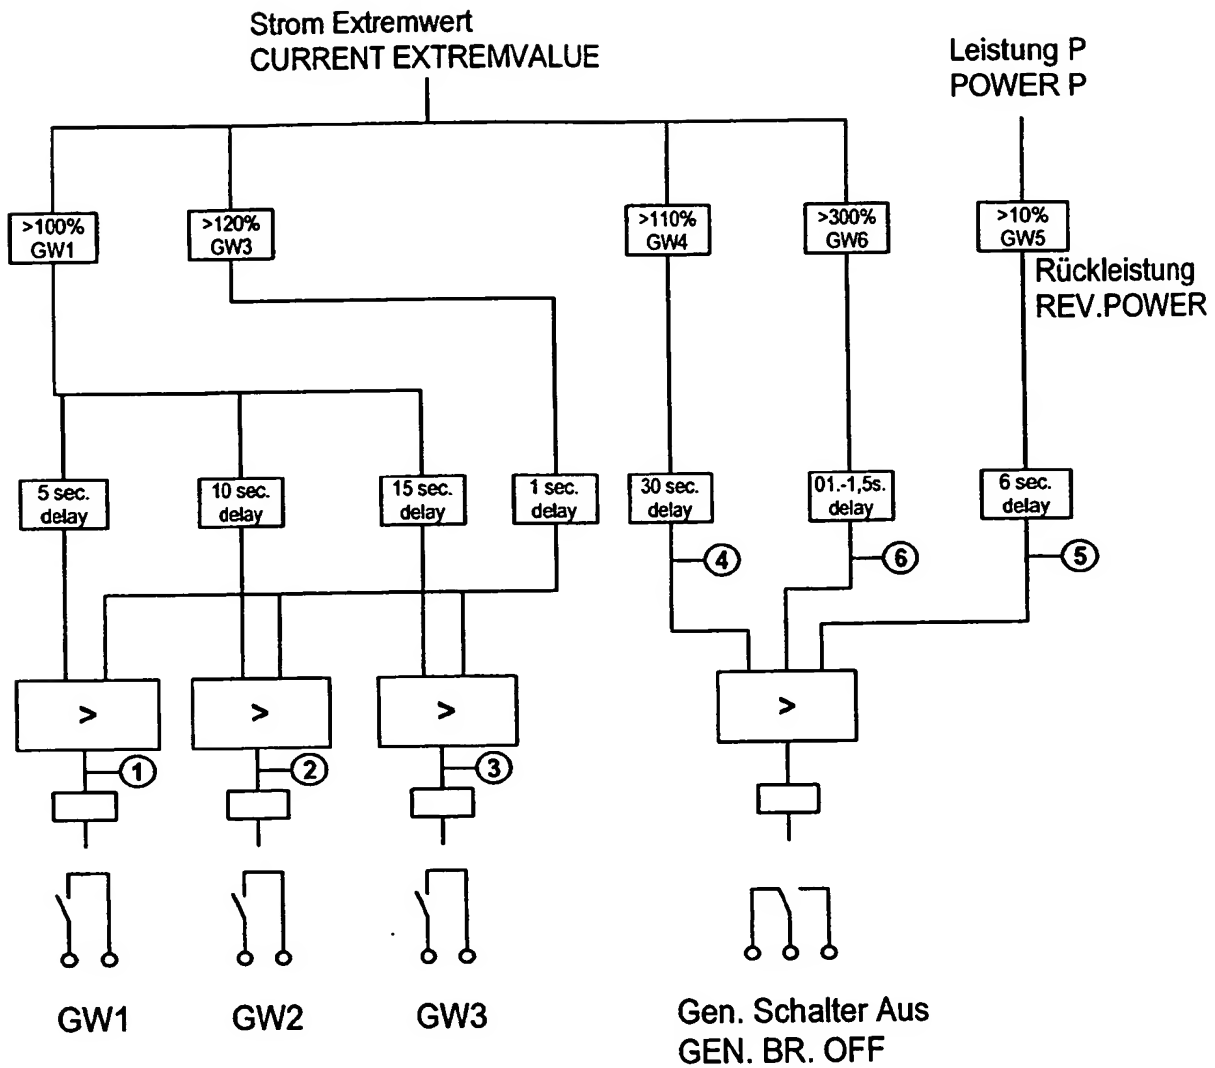 Strom Extremwert
CURRENT EXTREMVALUE
Leistung P
POWER P
>100%
GW1
>120%
GW3
>110%
GW4
>300%
GW6
>10%
GW5
Rückleistung
REV.POWER
5 sec.
delay
10 sec.
delay
15 sec.
delay
1 sec.
delay
30 sec.
delay
01.-1,5s.
delay
6 sec.
delay
4
6
5
>
>
>
>
1
2
3
GW1
GW2
GW3
Gen. Schalter Aus
GEN. BR. OFF